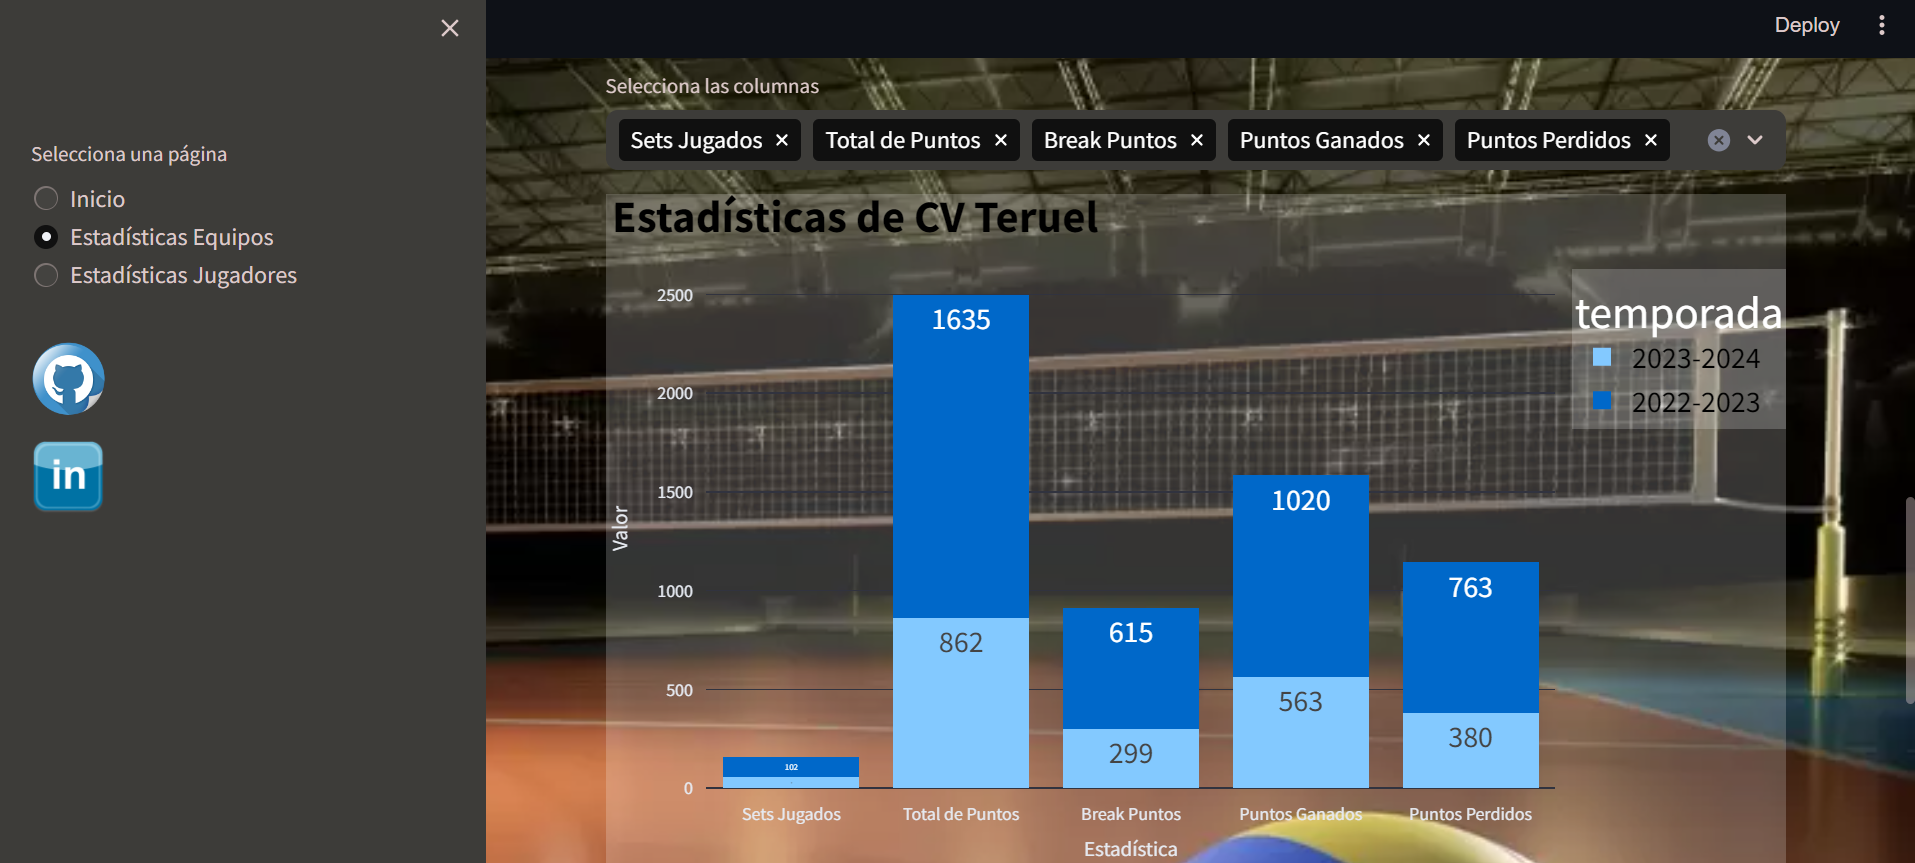 Deploy
Selecciona una página
Inicio
Estadísticas Equipos
Estadísticas Jugadores
in
Selecciona las columnas
Sets Jugados
Total de Puntos
Break Puntos
Puntos Ganados
Puntos Perdidos
Estadísticas de CV Teruel
temporada
2023-2024
2022-2023
Valor
2500
2000
1500
1000
500
0
102
1635
862
615
299
1020
563
763
380
Sets Jugados
Total de Puntos
Break Puntos
Puntos Ganados
Puntos Perdidos
Estadística